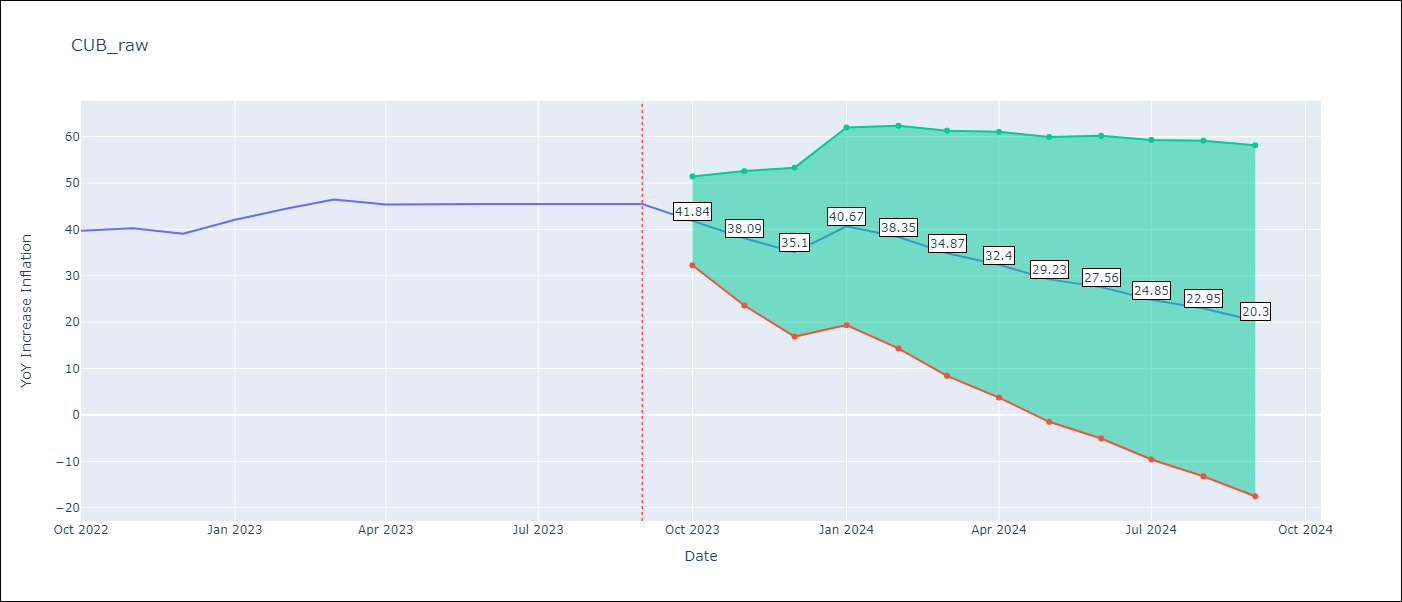 CUB_raw
YoY Increase Inflation
60
50
40
30
20
10
0
−10
−20
41.84
38.09
35.1
40.67
38.35
34.87
32.4
29.23
27.56
24.85
22.95
20.3
Oct 2022
Jan 2023
Apr 2023
Jul 2023
Oct 2023
Jan 2024
Apr 2024
Jul 2024
Oct 2024
Date